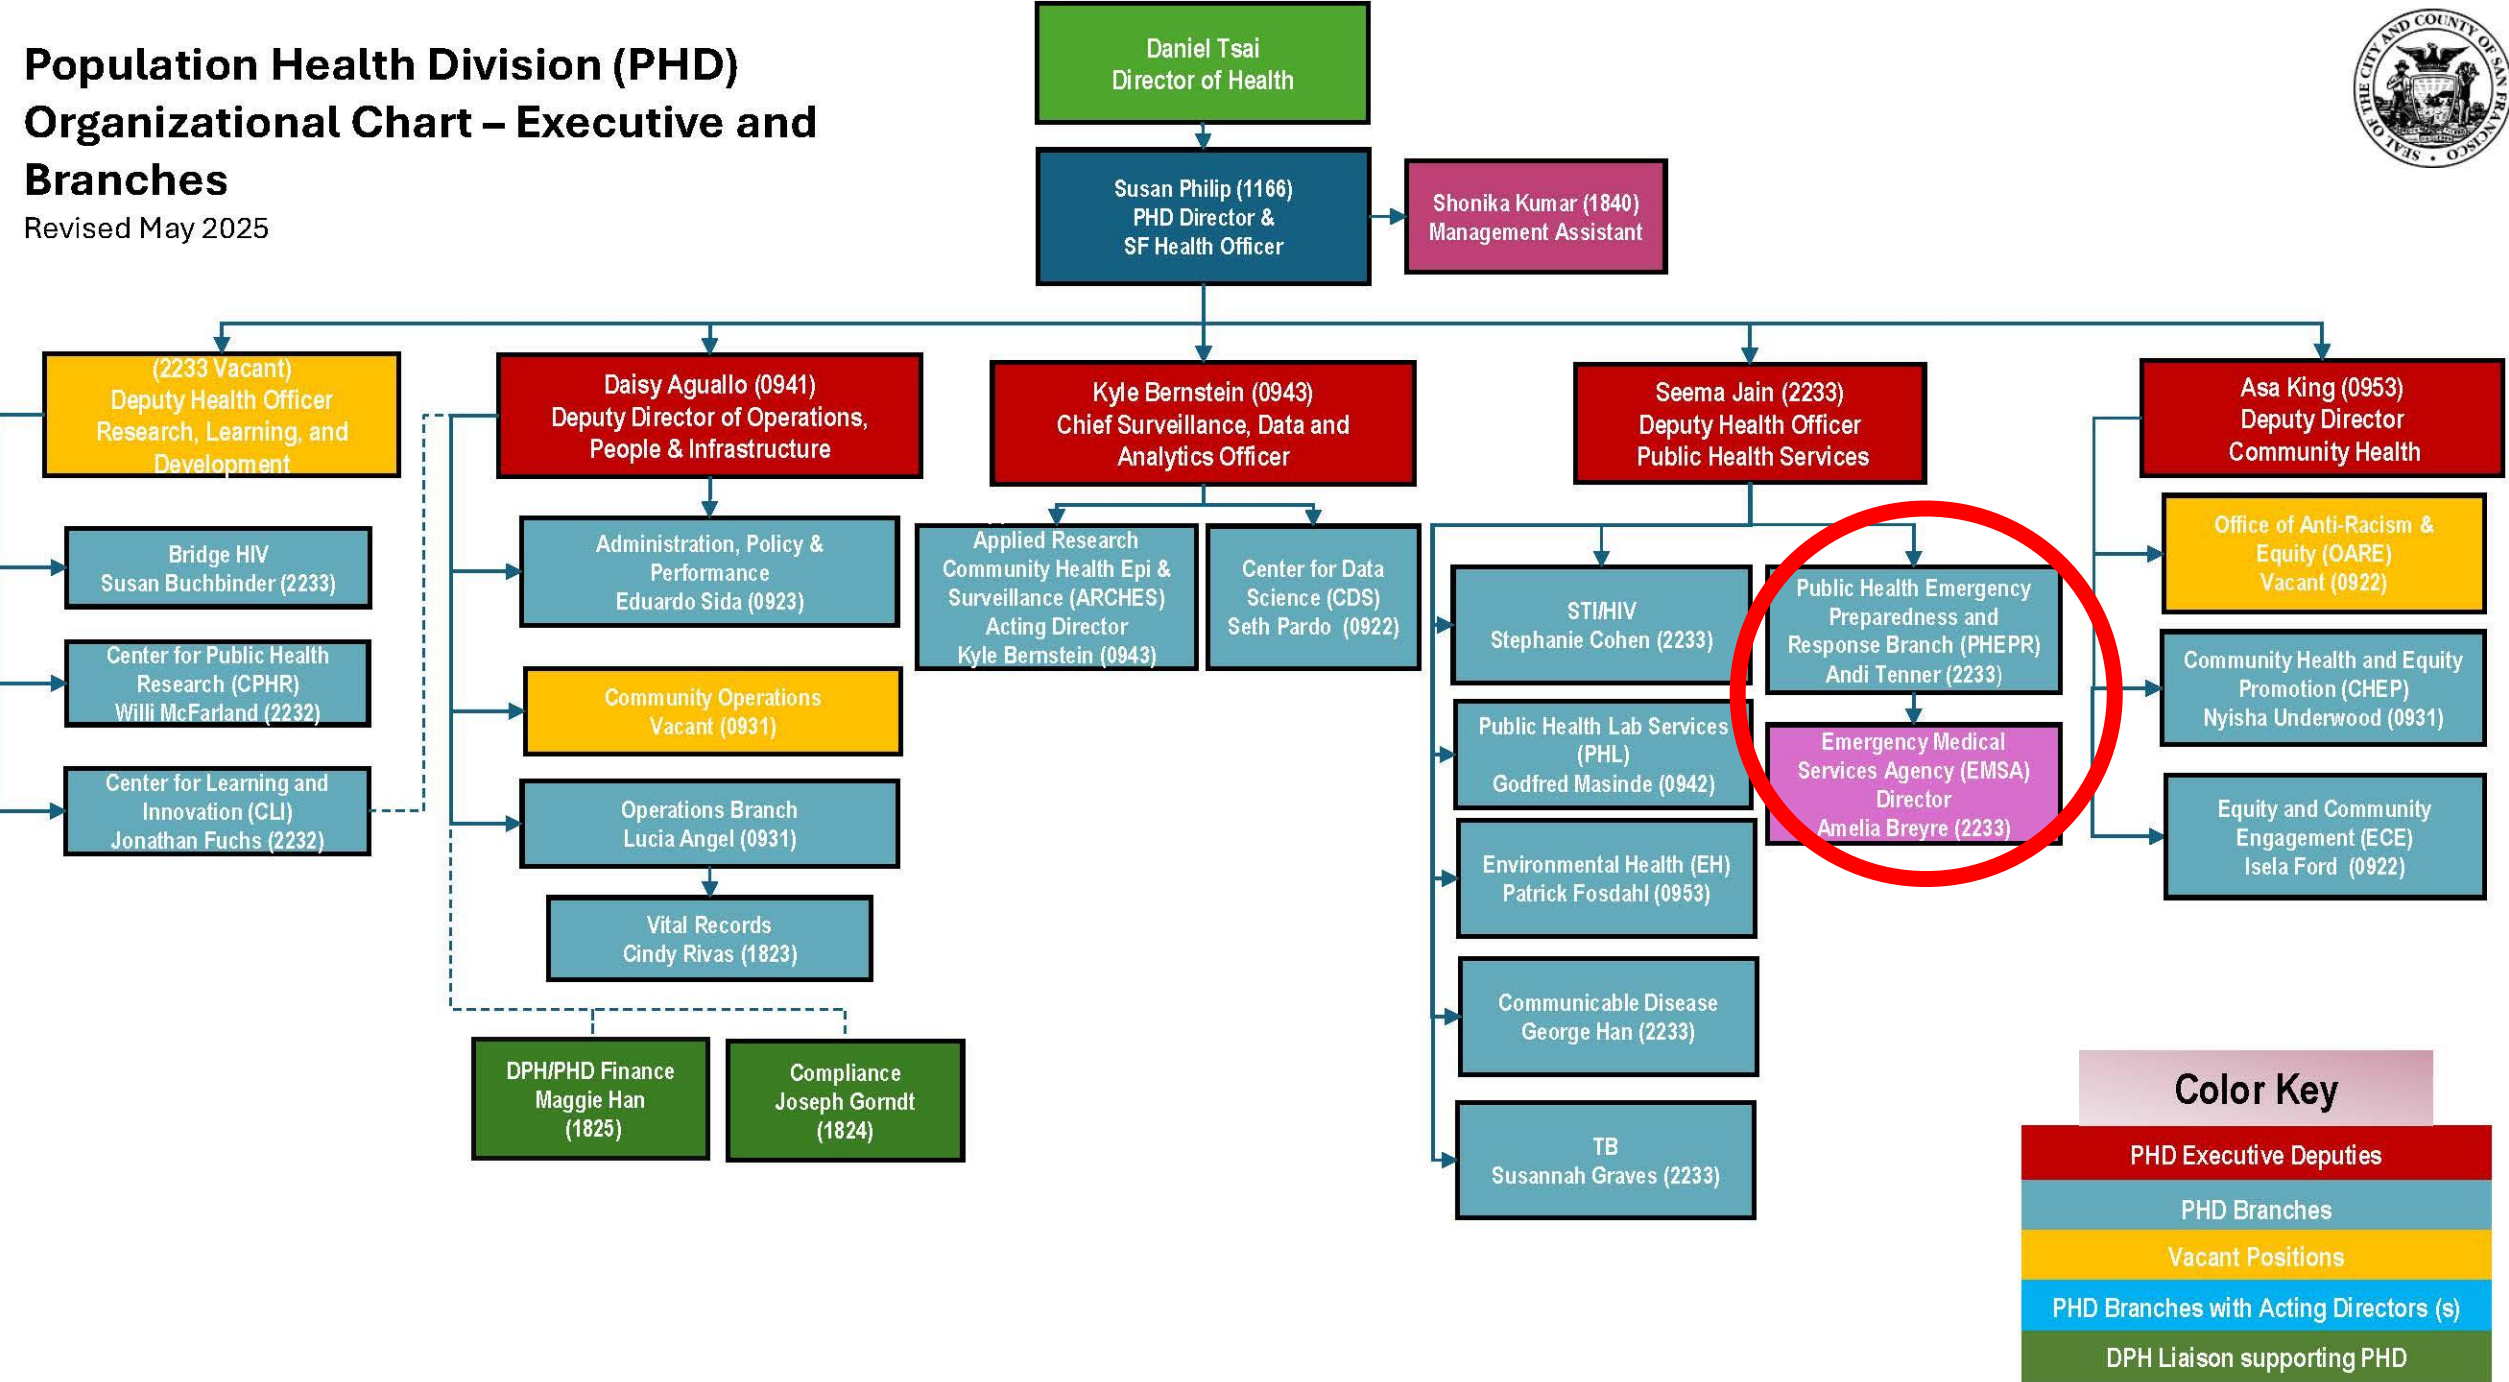 Population Health Division (PHD)
Organizational Chart – Executive and
Branches
Revised May 2025
Daniel Tsai
Director of Health
SEAL OF THE CITY AND COUNTY OF SAN FRANCISCO
Susan Philip (1166)
PHD Director &
SF Health Officer
Shonika Kumar (1840)
Management Assistant
(2233 Vacant)
Deputy Health Officer
Research, Learning, and
Development
Bridge HIV
Susan Buchbinder (2233)
Center for Public Health
Research (CPHR)
Willi McFarland (2232)
Center for Learning and
Innovation (CLI)
Jonathan Fuchs (2232)
Daisy Aguallo (0941)
Deputy Director of Operations,
People & Infrastructure
Administration, Policy &
Performance
Eduardo Sida (0923)
Community Operations
Vacant (0931)
Operations Branch
Lucia Angel (0931)
Vital Records
Cindy Rivas (1823)
DPH/PHD Finance
Maggie Han
(1825)
Compliance
Joseph Gorndt
(1824)
Kyle Bernstein (0943)
Chief Surveillance, Data and
Analytics Officer
Applied Research
Community Health Epi &
Surveillance (ARCHES)
Acting Director
Kyle Bernstein (0943)
Center for Data
Science (CDS)
Seth Pardo (0922)
Seema Jain (2233)
Deputy Health Officer
Public Health Services
STI/HIV
Stephanie Cohen (2233)
Public Health Lab Services
(PHL)
Godfred Masinde (0942)
Environmental Health (EH)
Patrick Fosdahl (0953)
Communicable Disease
George Han (2233)
TB
Susannah Graves (2233)
Public Health Emergency
Preparedness and
Response Branch (PHEPR)
Andi Tenner (2233)
Emergency Medical
Services Agency (EMSA)
Director
Amelia Breyre (2233)
Asa King (0953)
Deputy Director
Community Health
Office of Anti-Racism &
Equity (OARE)
Vacant (0922)
Community Health and Equity
Promotion (CHEP)
Nyisha Underwood (0931)
Equity and Community
Engagement (ECE)
Isela Ford (0922)
Color Key
PHD Executive Deputies
PHD Branches
Vacant Positions
PHD Branches with Acting Directors (s)
DPH Liaison supporting PHD